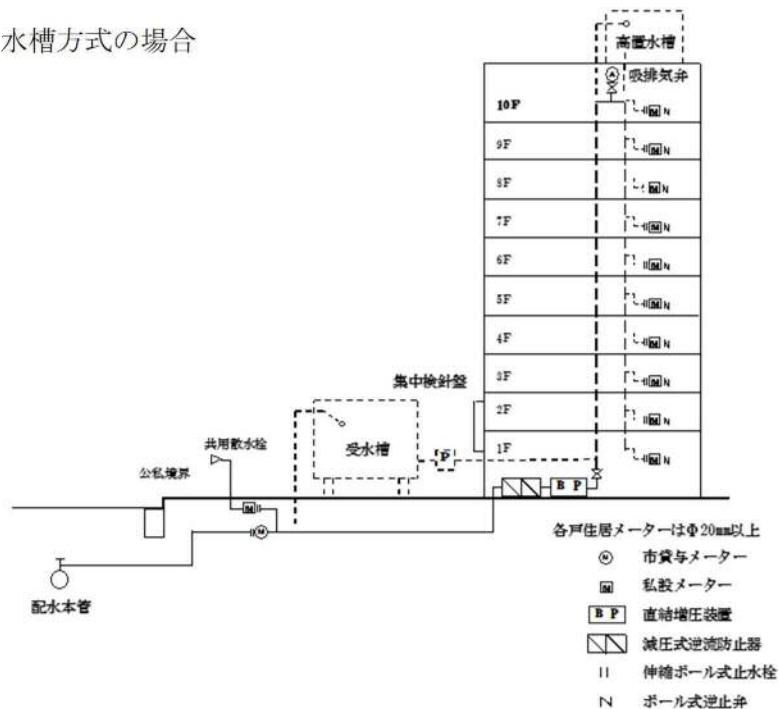 水槽方式の場合
高置水槽
Ⓐ 吸排気弁
10F
M N
9F
M N
8F
M N
7F
M N
6F
M N
5F
M N
4F
M N
3F
M N
集中検針盤
2F
M N
1F
M N
受水槽
P
共用散水栓
公私境界
M
M
B P
配水本管
各戸住居メーターはΦ20mm以上
Ⓜ 市貸与メーター
M 私設メーター
B P 直結増圧装置
減圧式逆流防止器
伸縮ボール式止水栓
N ボール式逆止弁